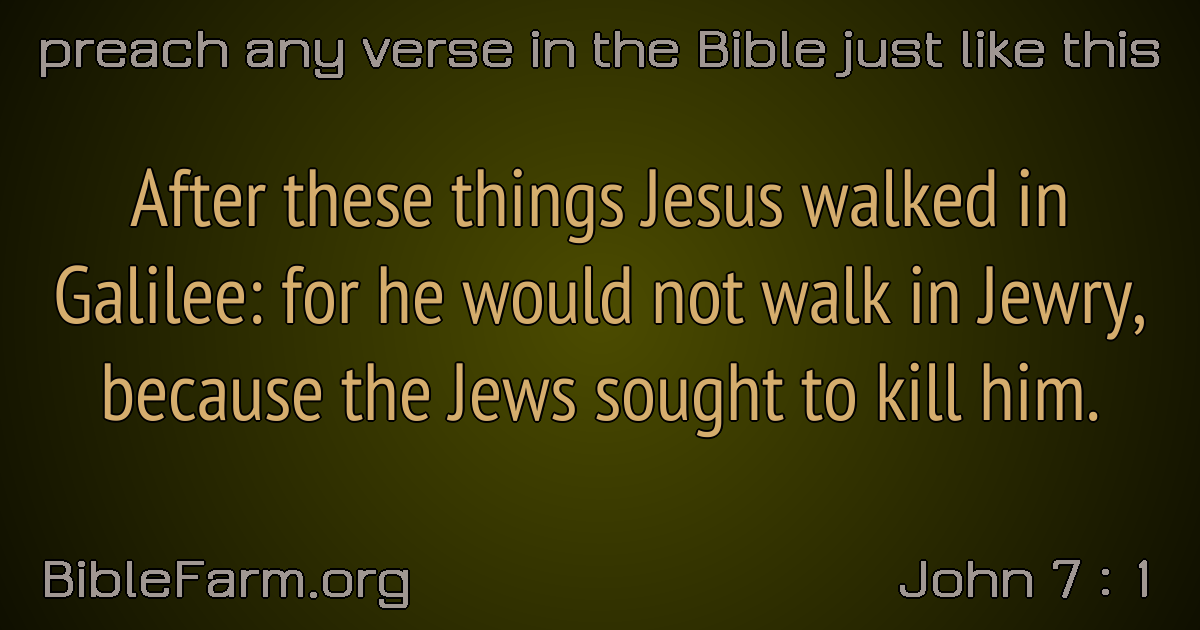 preach any verse in the Bible just like this
After these things Jesus walked in
Galilee: for he would not walk in Jewry,
because the Jews sought to kill him.
BibleFarm.org
John 7 : 1